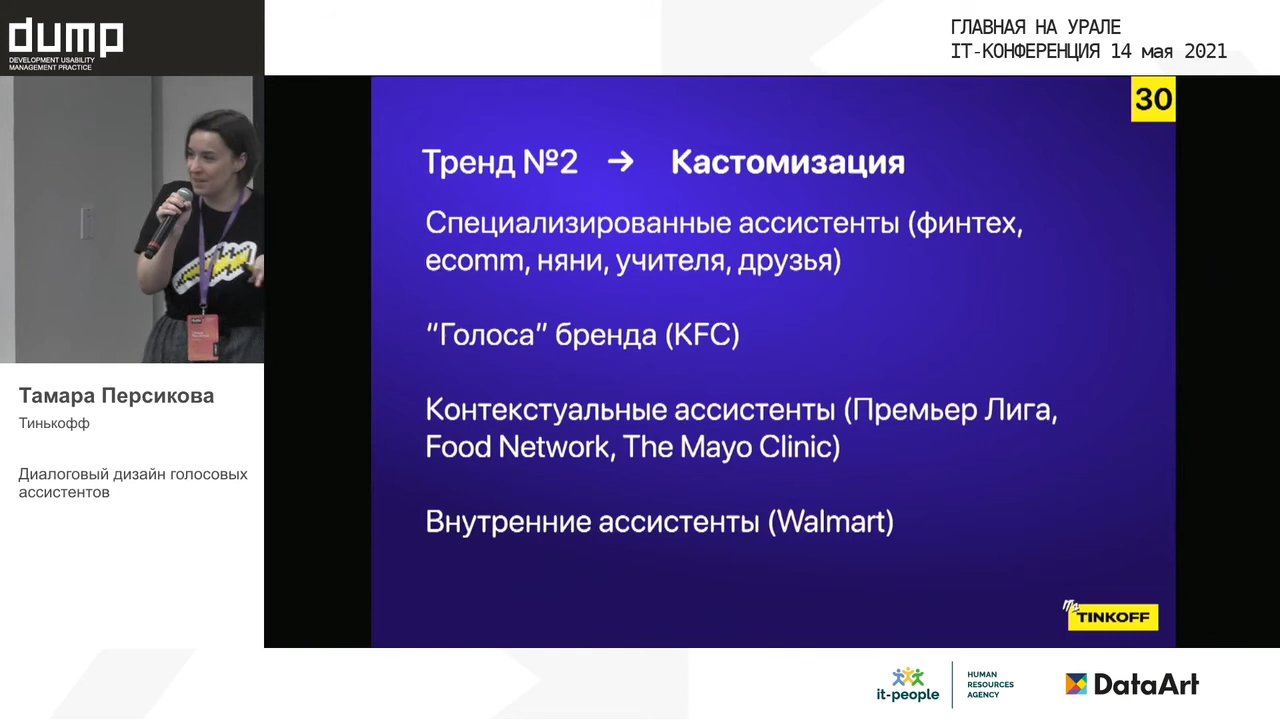 dump
DEVELOPMENT USABILITY
MANAGEMENT PRACTICE
ГЛАВНАЯ НА УРАЛЕ
IT-КОНФЕРЕНЦИЯ 14 мая 2021
30
Тренд №2 → Кастомизация
Специализированные ассистенты (финтех,
ecomm, няни, учителя, друзья)
“Голоса” бренда (KFC)
Контекстуальные ассистенты (Премьер Лига,
Food Network, The Mayo Clinic)
Внутренние ассистенты (Walmart)
TINKOFF
Тамара Персикова
Тинькофф
Диалоговый дизайн голосовых
ассистентов
it-people
HUMAN
RESOURCES
AGENCY
DataArt